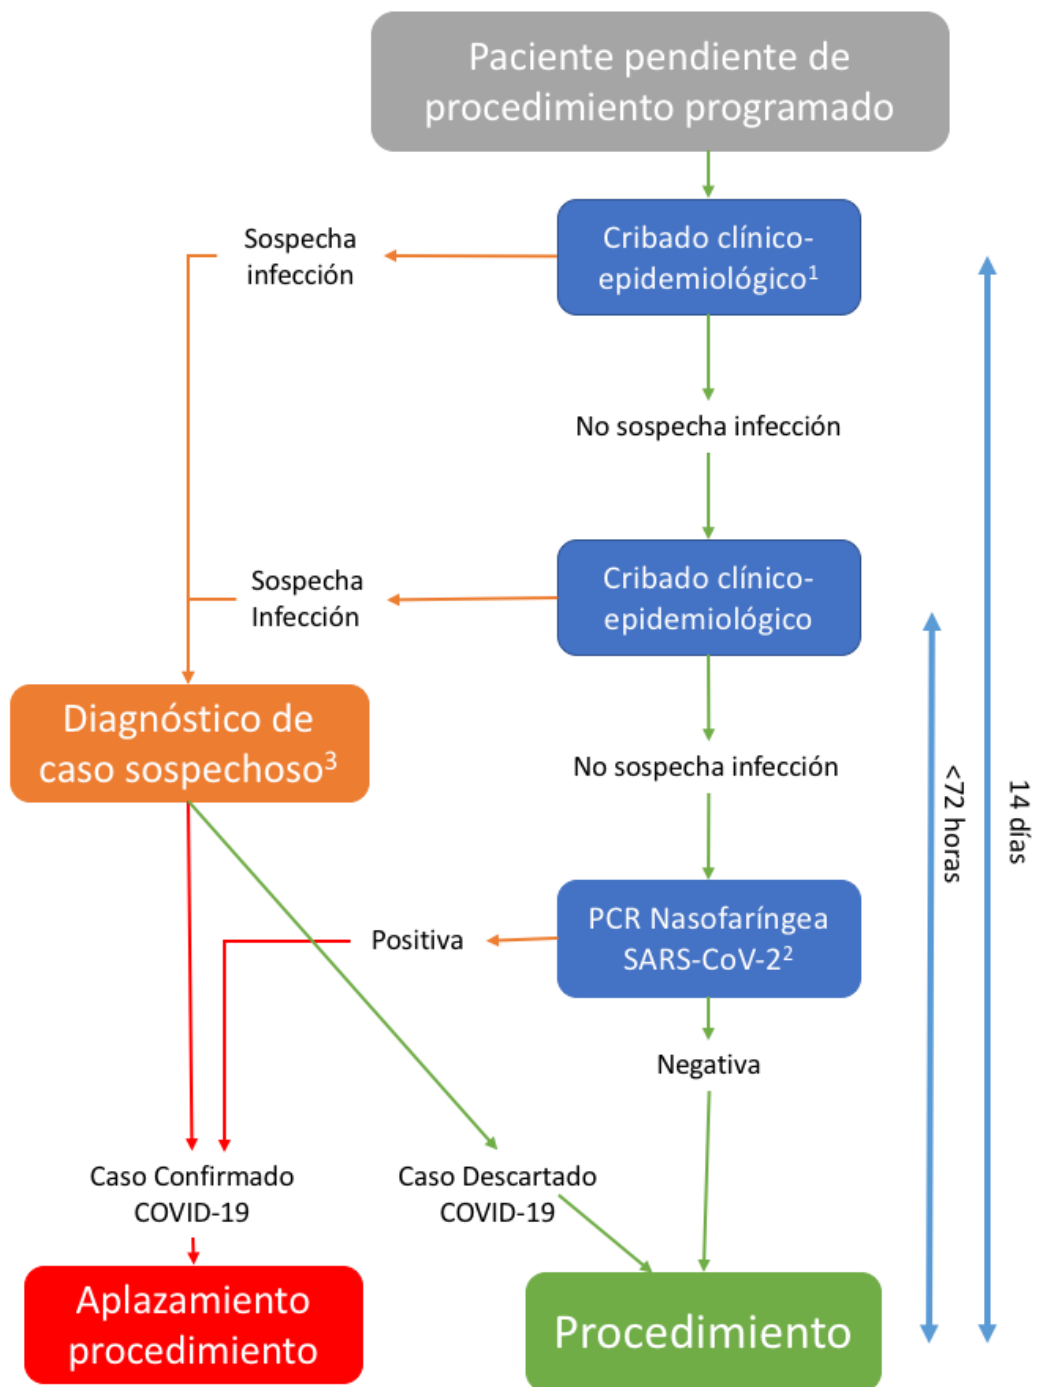 Paciente pendiente de
procedimiento programado
Cribado clínico-
epidemiológico¹
Sospecha
infección
No sospecha infección
Cribado clínico-
epidemiológico
Sospecha
Infección
Diagnóstico de
caso sospechoso³
No sospecha infección
<72 horas
14 días
PCR Nasofaríngea
SARS-CoV-2²
Positiva
Negativa
Caso Confirmado
COVID-19
Caso Descartado
COVID-19
Aplazamiento
procedimiento
Procedimiento